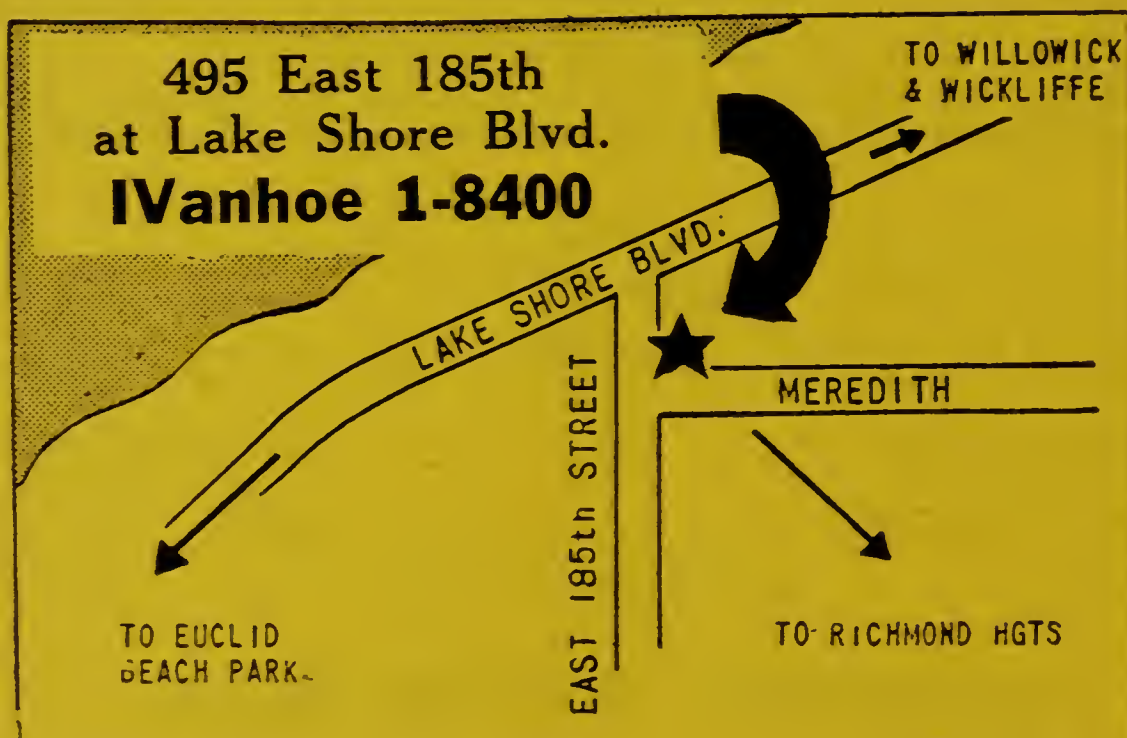 495 East 185th
at Lake Shore Blvd.
IVanhoe 1-8400
TO WILLOWICK
& WICKLIFFE
LAKE SHORE BLVD.
MEREDITH
EAST 185th STREET
TO EUCLID
BEACH PARK
TO RICHMOND HGTS